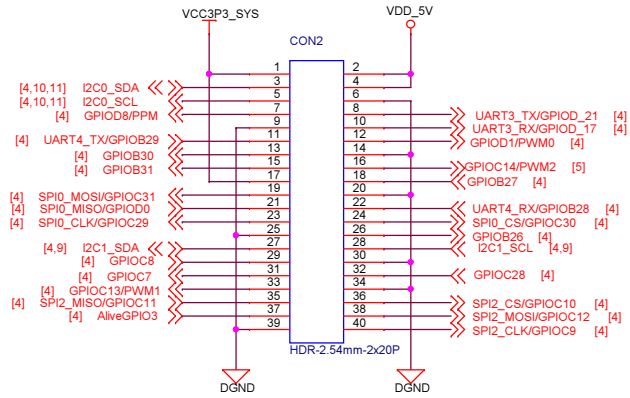 VCC3P3_SYS VDD_5V
CON2
1 2
[4,10,11] I2C0_SDA 3 4
[4,10,11] I2C0_SCL 5 6
[4] GPIOD8/PPM 7 8 UART3_TX/GPIOD_21 [4]
9 10 UART3_RX/GPIOD_17 [4]
[4] UART4_TX/GPIOB29 11 12 GPIOD1/PWM0 [4]
[4] GPIOB30 13 14
[4] GPIOB31 15 16 GPIOC14/PWM2 [5]
17 18 GPIOB27 [4]
[4] SPI0_MOSI/GPIOC31 19 20
[4] SPI0_MISO/GPIOD0 21 22 UART4_RX/GPIOB28 [4]
[4] SPI0_CLK/GPIOC29 23 24 SPI0_CS/GPIOC30 [4]
25 26 GPIOB26 [4]
[4,9] I2C1_SDA 27 28 I2C1_SCL [4,9]
[4] GPIOC8 29 30
[4] GPIOC7 31 32 GPIOC28 [4]
[4] GPIOC13/PWM1 33 34
[4] SPI2_MISO/GPIOC11 35 36 SPI2_CS/GPIOC10 [4]
[4] AliveGPIO3 37 38 SPI2_MOSI/GPIOC12 [4]
39 40 SPI2_CLK/GPIOC9 [4]
HDR-2.54mm-2x20P
DGND DGND